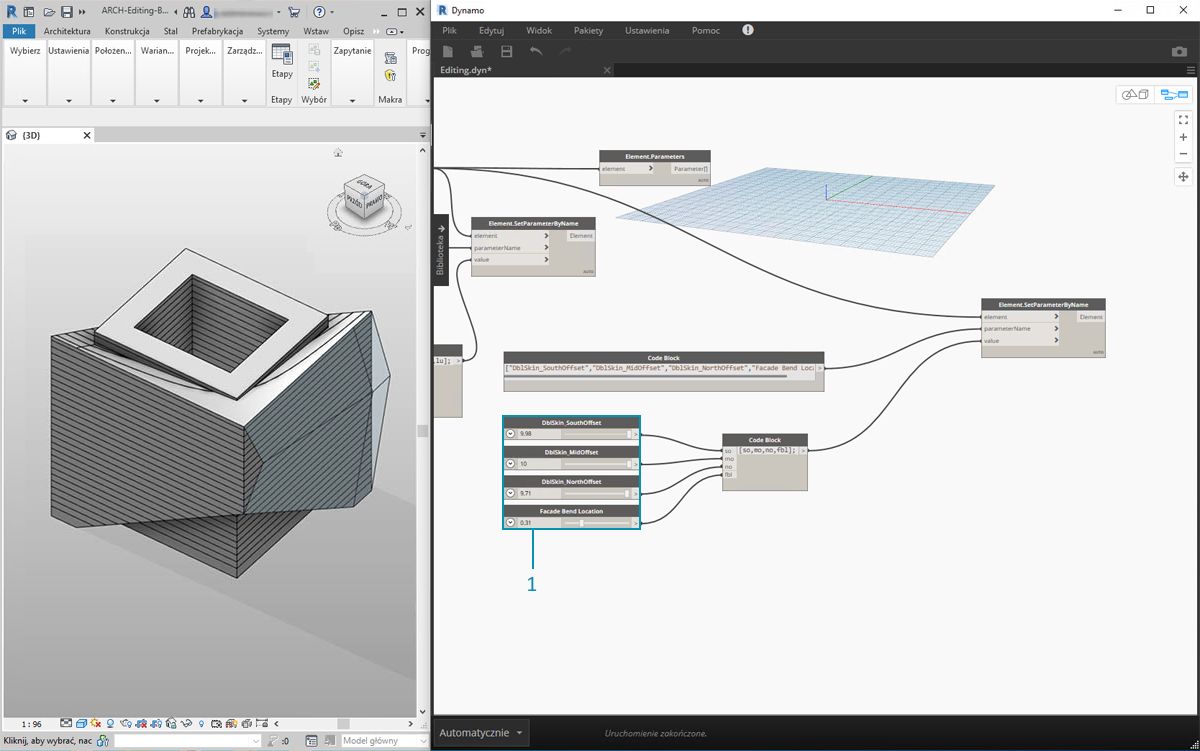 ARCH-Editing-B...
Plik Architektura Konstrukcja Stal Prefabrykacja Systemy Wstaw Opisz
Wybierz Ustawienia Położen... Warian... Projek... Zarządz... Etapy Zapytanie Prog
Etapy Wybór Makra
{3D}
GÓRA
PRZÓD
PRAWO
1 : 96
Kliknij, aby wybrać, nac
:0
Model główny
Dynamo
Plik Edytuj Widok Pakiety Ustawienia Pomoc
Editing.dyn*
Biblioteka
Element.Parameters
element > Parameter[]
AUTO
Element.SetParameterByName
element > Element
parameterName >
value >
AUTO
Element.SetParameterByName
element > Element
parameterName >
value >
AUTO
,lu]; >
Code Block
["DblSkin_SouthOffset","DblSkin_MidOffset","DblSkin_NorthOffset","Facade Bend Loca >
DblSkin_SouthOffset
9.98 >
DblSkin_MidOffset
10 >
DblSkin_NorthOffset
9.71 >
Facade Bend Location
0.31 >
Code Block
so [so,mo,no,fbl]; >
mo
no
fbl
1
Automatycznie
Uruchomienie zakończone.